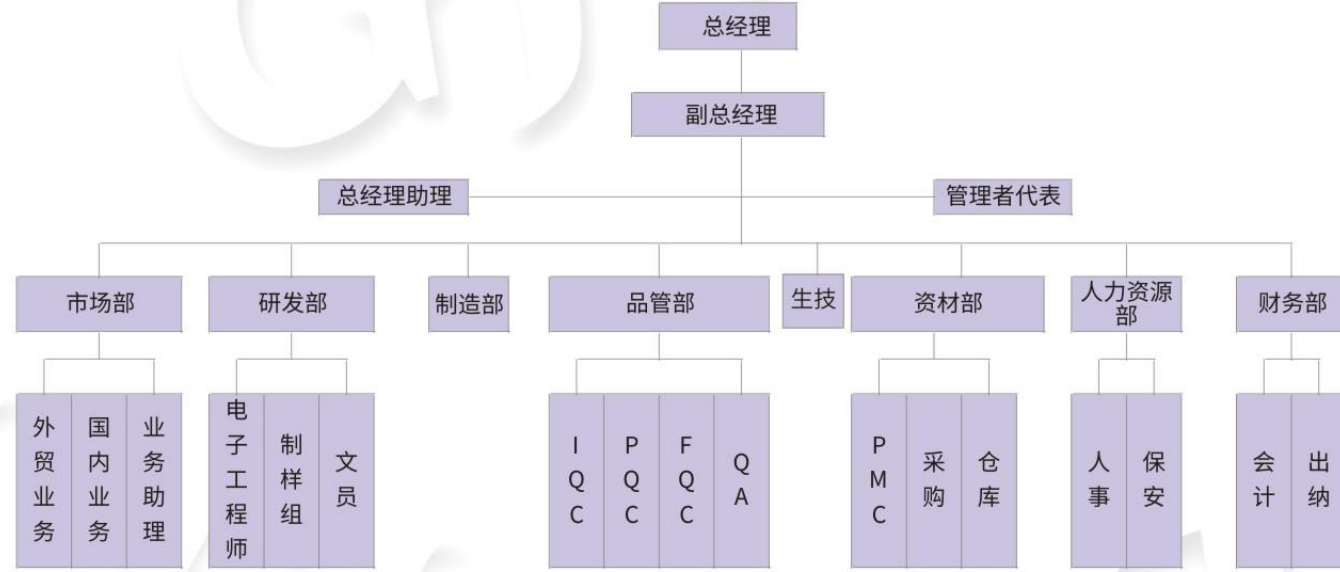 总经理
副总经理
总经理助理
管理者代表
市场部
研发部
制造部
品管部
生技
资材部
人力资源
部
财务部
外贸业务
国内业务
业务助理
电子工程师
制样组
文员
IQC
PQC
FQC
QA
PMC
采购
仓库
人事
保安
会计
出纳